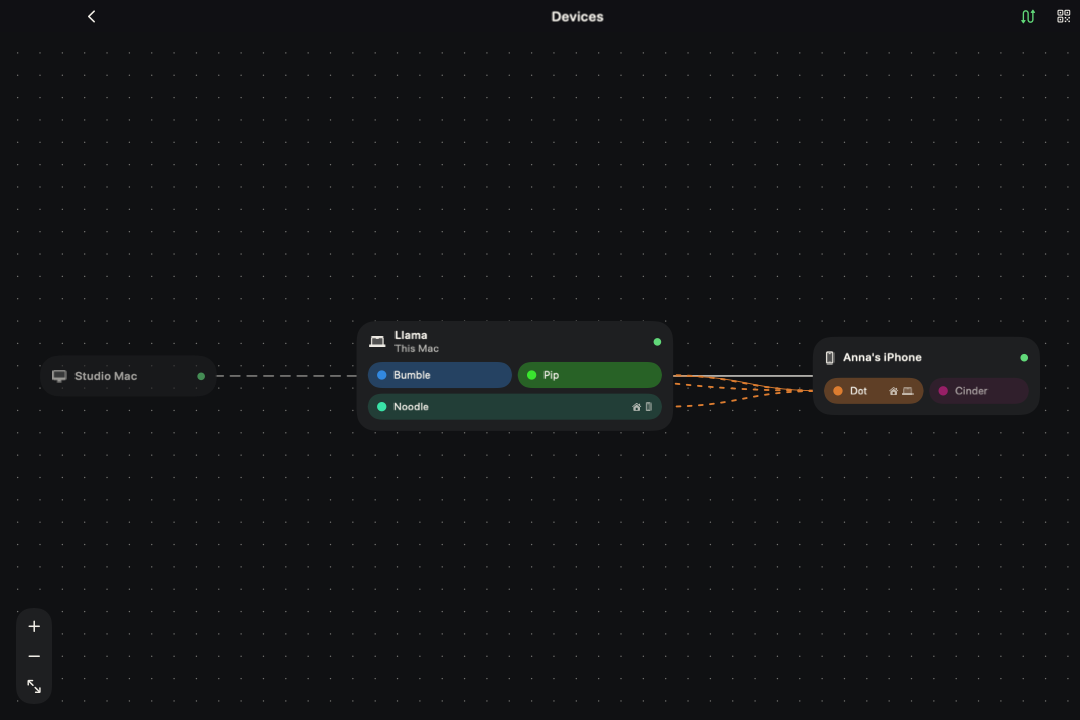 Devices
Studio Mac
Llama
This Mac
Bumble
Pip
Noodle
Anna's iPhone
Dot
Cinder